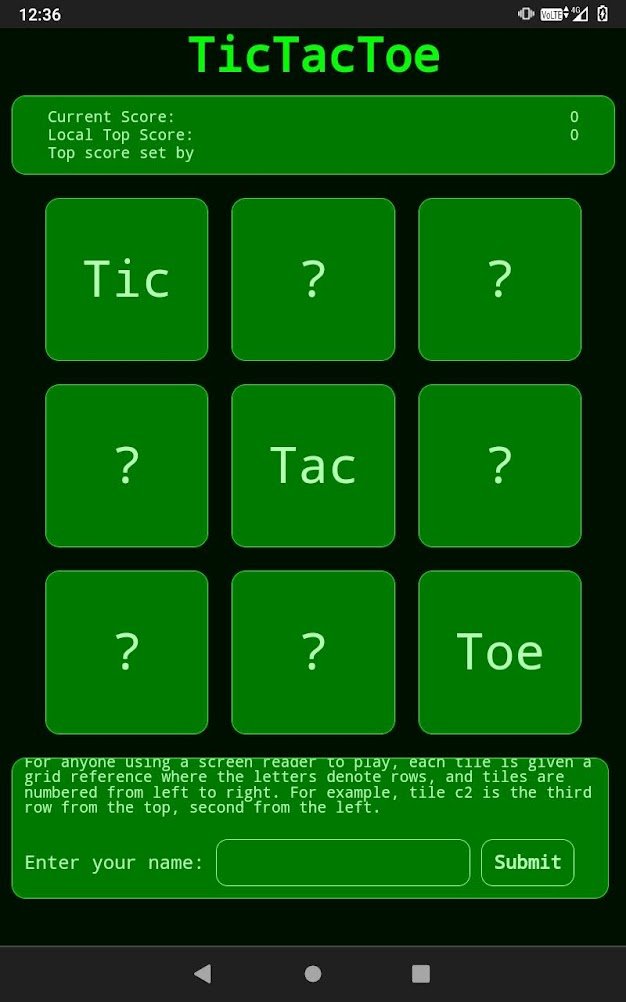 12:36
VoLTE 4G
TicTacToe
Current Score: 0
Local Top Score: 0
Top score set by
Tic ? ?
? Tac ?
? ? Toe
For anyone using a screen reader to play, each tile is given a
grid reference where the letters denote rows, and tiles are
numbered from left to right. For example, tile c2 is the third
row from the top, second from the left.
Enter your name: Submit